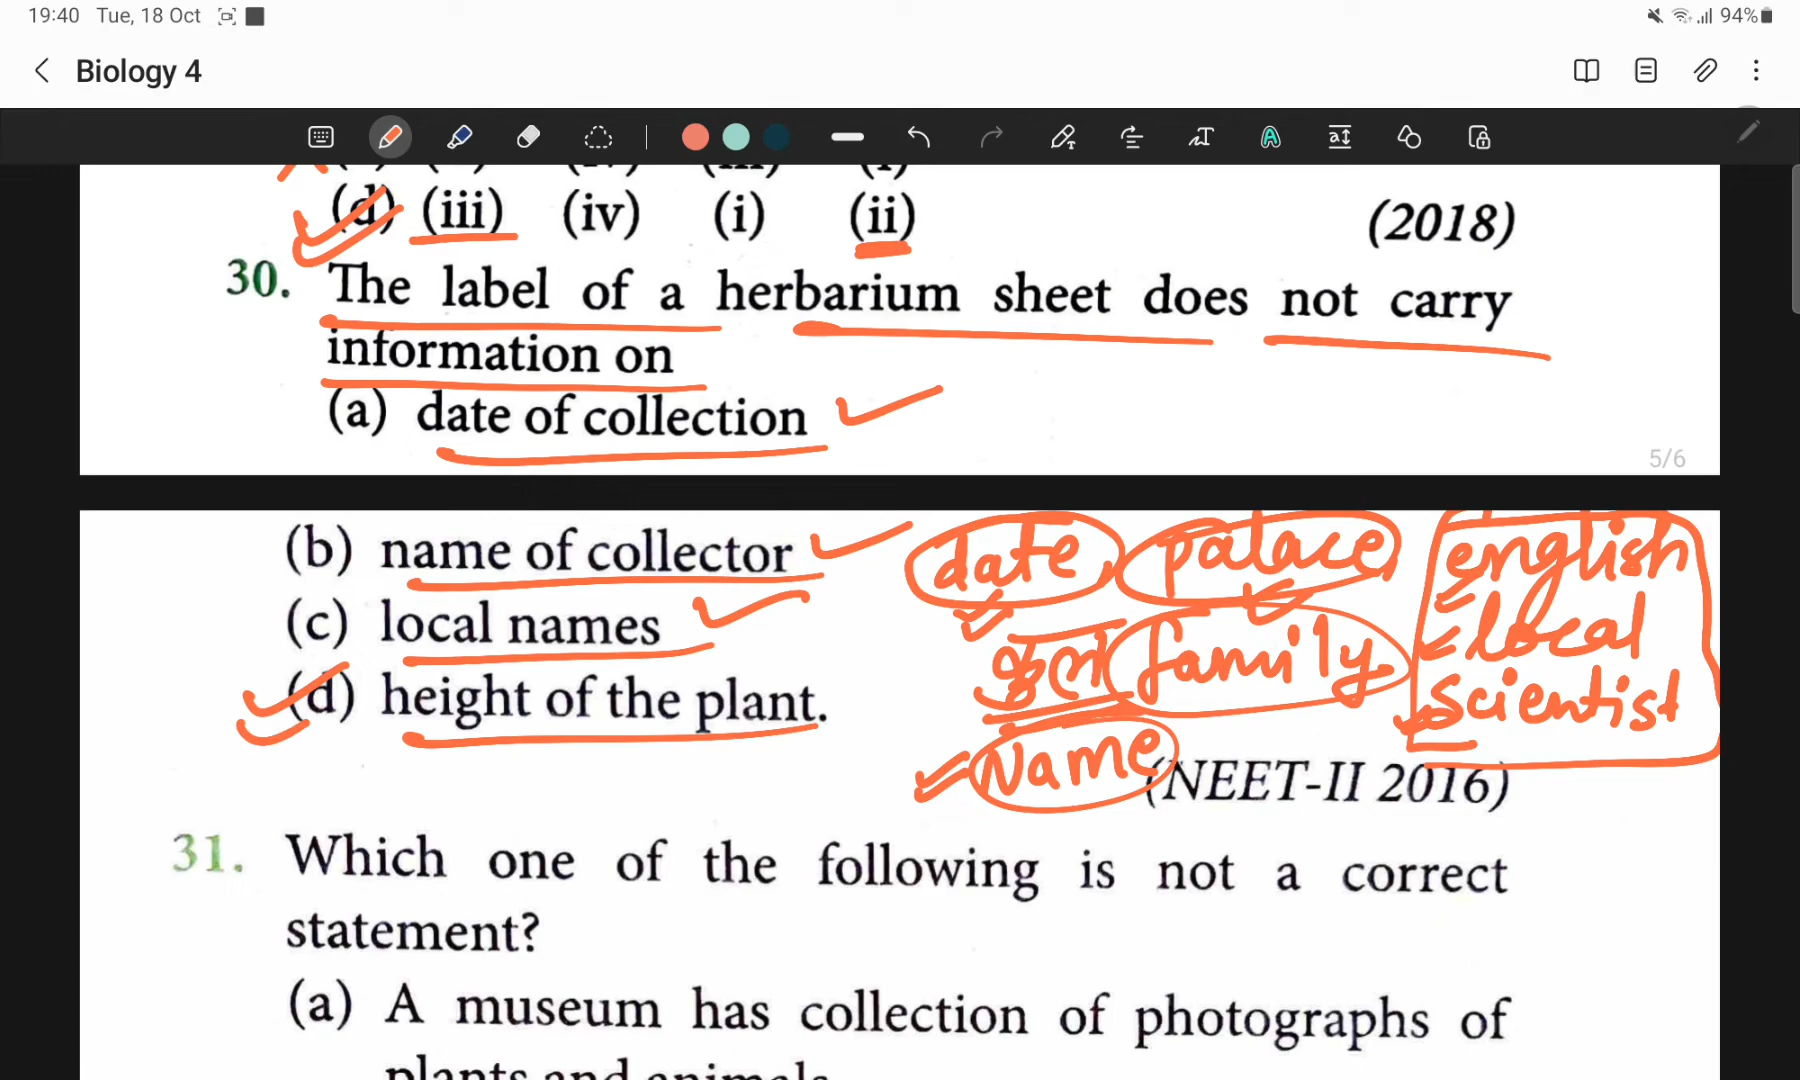 19:40 Tue, 18 Oct 94%
Biology 4
(d) (iii) (iv) (i) (ii) (2018)
30. The label of a herbarium sheet does not carry
information on
(a) date of collection
5/6
(b) name of collector
(c) local names
(d) height of the plant.
date, palace, english
family local
scientist
Name
(NEET-II 2016)
31. Which one of the following is not a correct
statement?
(a) A museum has collection of photographs of
plants and animals.